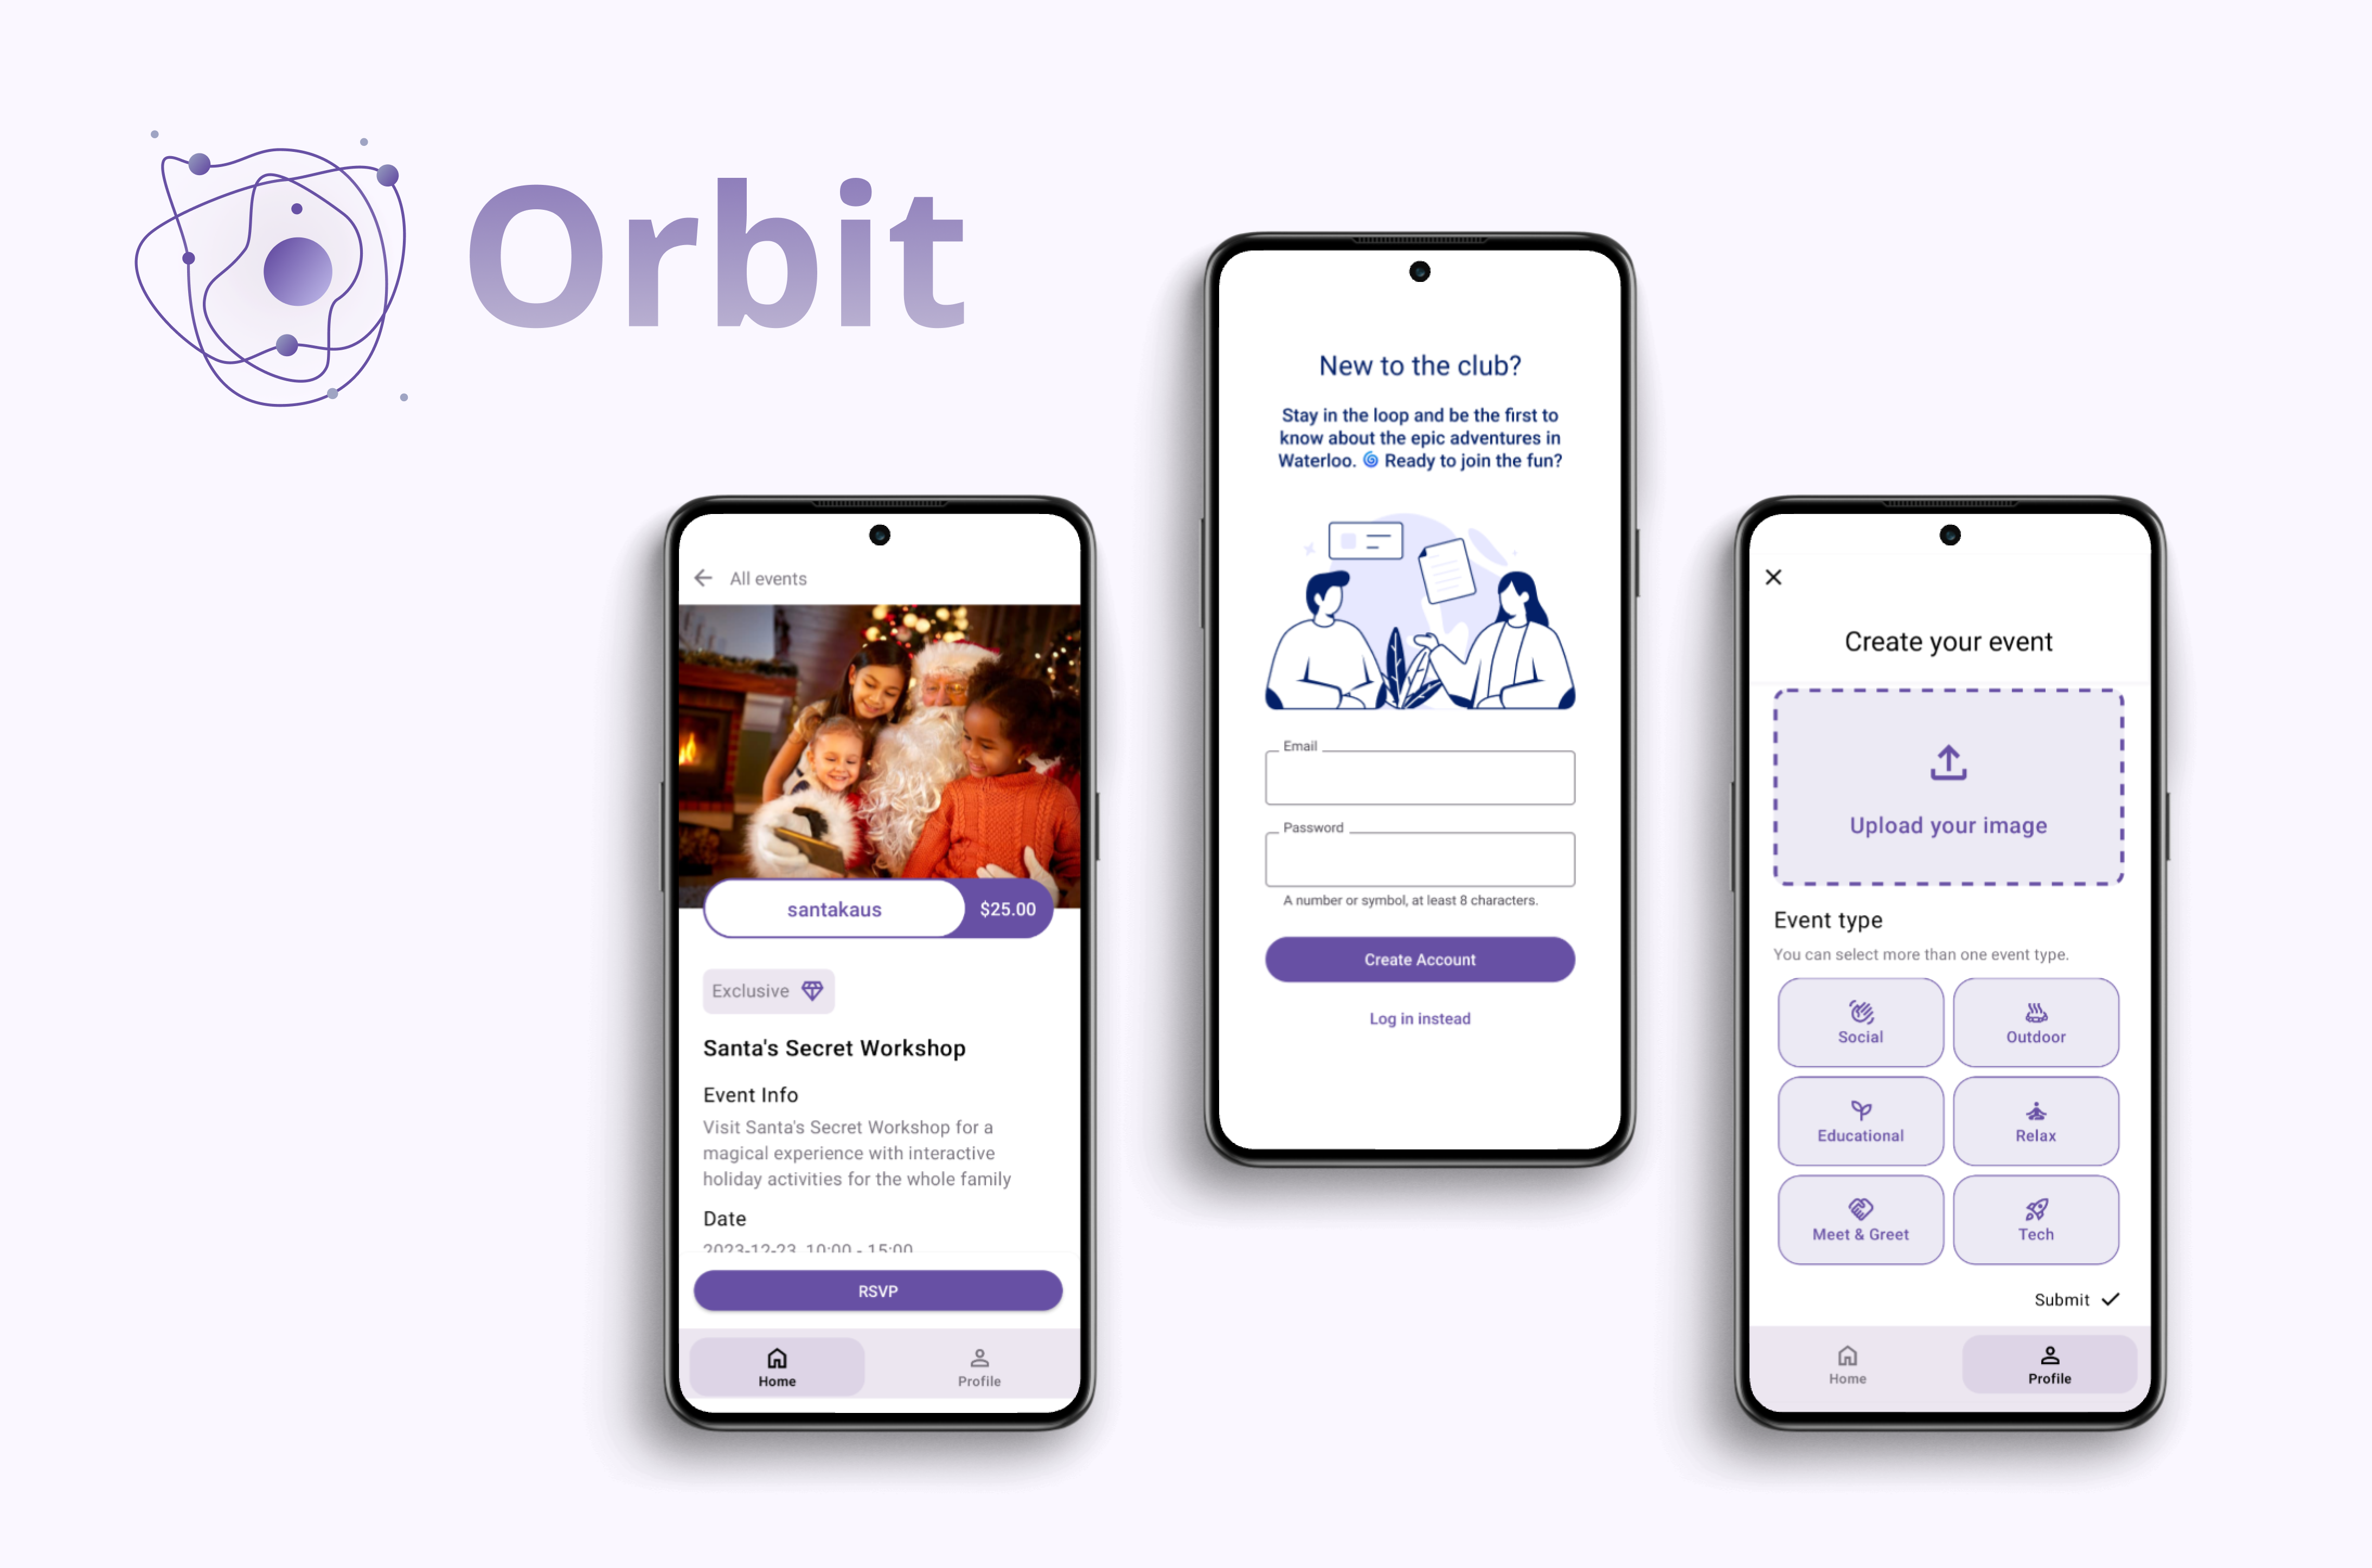 Orbit
All events
santakaus
$25.00
Exclusive
Santa's Secret Workshop
Event Info
Visit Santa's Secret Workshop for a
magical experience with interactive
holiday activities for the whole family
Date
2023-12-23, 10:00 - 15:00
RSVP
Home
Profile
New to the club?
Stay in the loop and be the first to
know about the epic adventures in
Waterloo. 🌀 Ready to join the fun?
Email
Password
A number or symbol, at least 8 characters.
Create Account
Log in instead
Create your event
Upload your image
Event type
You can select more than one event type.
Social
Outdoor
Educational
Relax
Meet & Greet
Tech
Submit
Home
Profile